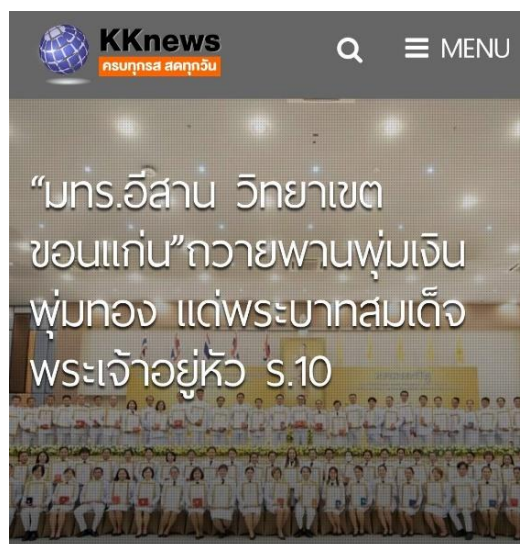 KKnews
ครบทุกรส สดทุกวัน
MENU
“มทร.อีสาน วิทยาเขต
ขอนแก่น”ถวายพานพุ่มเงิน
พุ่มทอง แด่พระบาทสมเด็จ
พระเจ้าอยู่หัว ร.10